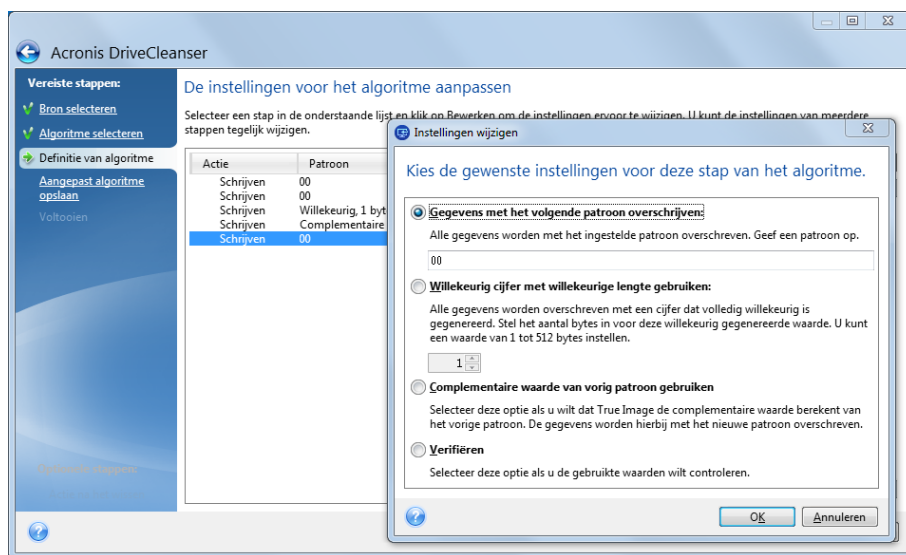 Acronis DriveCleanser
Vereiste stappen:
Bron selecteren
Algoritme selecteren
Definitie van algoritme
Aangepast algoritme
opslaan
Voltooien
De instellingen voor het algoritme aanpassen
Selecteer een stap in de onderstaande lijst en klik op Bewerken om de instellingen ervoor te wijzigen. U kunt de instellingen van meerdere
stappen tegelijk wijzigen.
Actie Patroon
Schrijven 00
Schrijven 00
Schrijven Willekeurig, 1 byt
Schrijven Complementaire
Schrijven 00
Instellingen wijzigen
Kies de gewenste instellingen voor deze stap van het algoritme.
Gegevens met het volgende patroon overschrijven:
Alle gegevens worden met het ingestelde patroon overschreven. Geef een patroon op.
00
Willekeurig cijfer met willekeurige lengte gebruiken:
Alle gegevens worden overschreven met een cijfer dat volledig willekeurig is
gegenereerd. Stel het aantal bytes in voor deze willekeurig gegenereerde waarde. U kunt
een waarde van 1 tot 512 bytes instellen.
1
Complementaire waarde van vorig patroon gebruiken
Selecteer deze optie als u wilt dat True Image de complementaire waarde berekent van
het vorige patroon. De gegevens worden hierbij met het nieuwe patroon overschreven.
Verifiëren
Selecteer deze optie als u de gebruikte waarden wilt controleren.
OK Annuleren